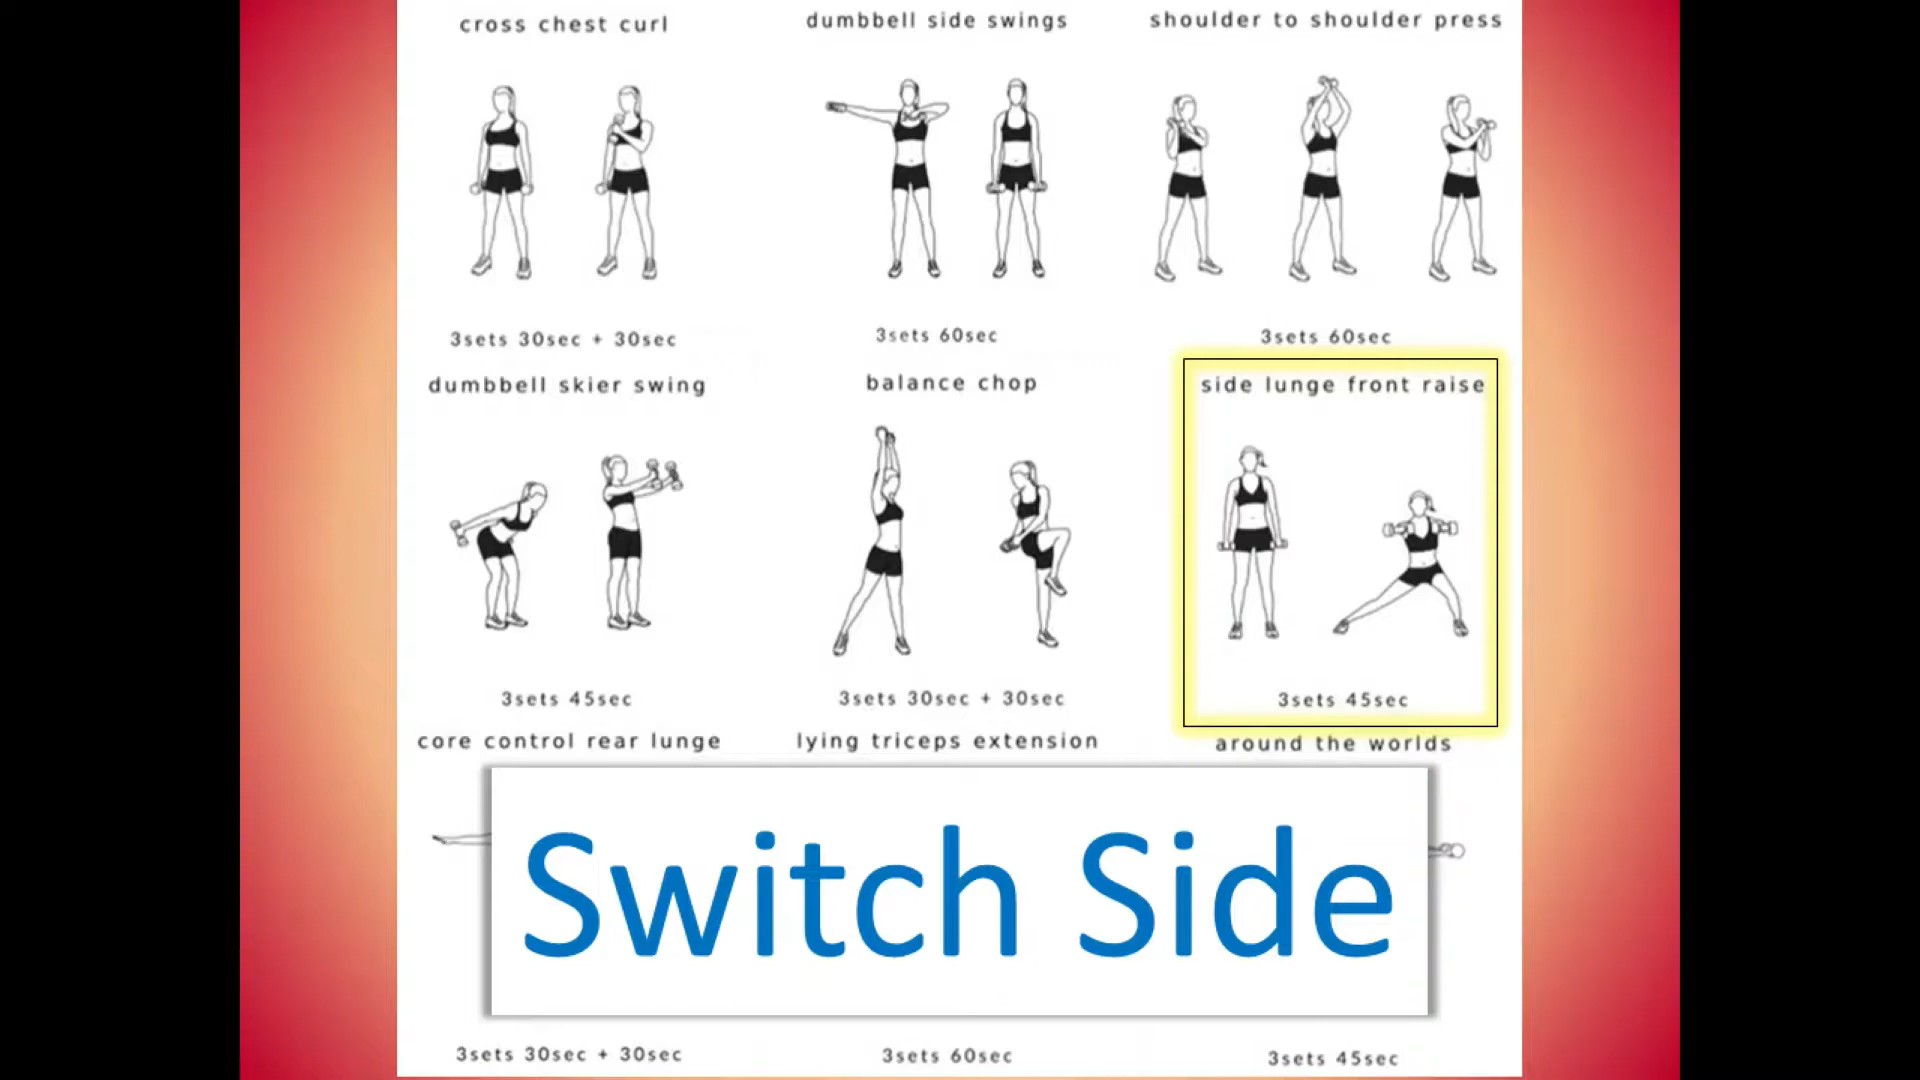 cross chest curl
dumbbell side swings
shoulder to shoulder press
3sets 30sec + 30sec
3sets 60sec
3sets 60sec
dumbbell skier swing
balance chop
side lunge front raise
3sets 45sec
3sets 30sec + 30sec
3sets 45sec
core control rear lunge
lying triceps extension
around the worlds
Switch Side
3sets 30sec + 30sec
3sets 60sec
3sets 45sec